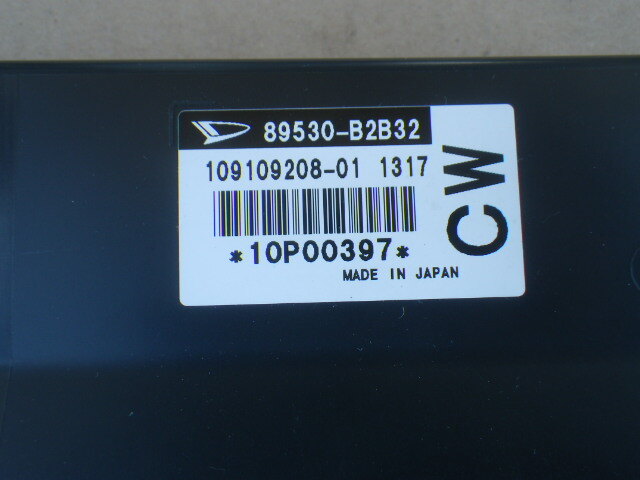 89530-B2B32
109109208-01 1317
*10P00397*
MADE IN JAPAN
CW